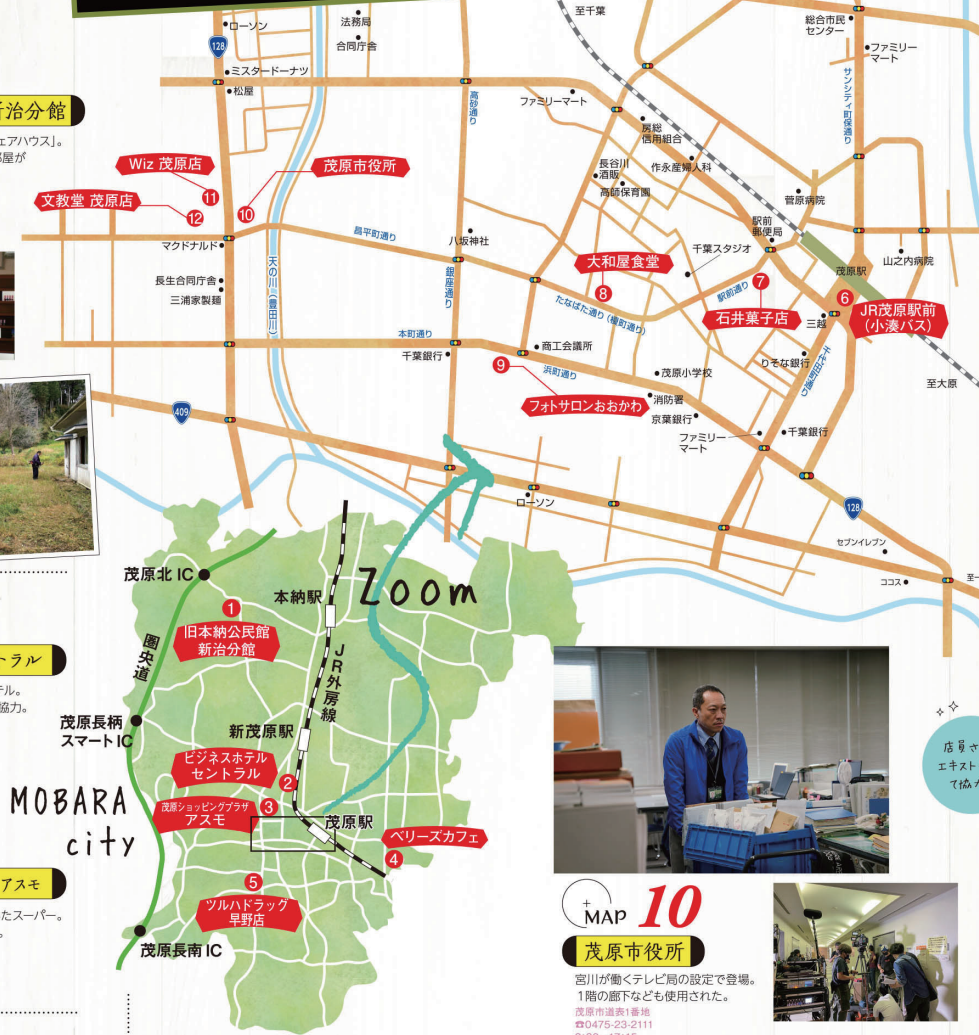 至千葉
ローソン
法務局
合同庁舎
128
ミスタードーナツ
松屋
高砂通り
ファミリーマート
房総
信用組合
総合市民
センター
ファミリー
マート
サンシティ町保通り
治分館
ェアハウス」。
部屋が
Wiz 茂原店
11
茂原市役所
10
文教堂 茂原店
12
マクドナルド
昌平町通り
八坂神社
長谷川
酒販
高師保育園
作永産婦人科
菅原病院
駅前
郵便局
千葉スタジオ
大和屋食堂
8
7
石井菓子店
駅前通り
茂原駅
山之内病院
6
JR茂原駅前
(小湊バス)
三越
長生合同庁舎
三浦家製麺
天の川(豊田川)
銀座通り
たなばた通り(榎町通り)
本町通り
千葉銀行
商工会議所
9
浜町通り
フォトサロンおおかわ
茂原小学校
りそな銀行
消防署
京葉銀行
ファミリー
マート
千葉銀行
至大原
409
ローソン
128
セブンイレブン
ココス
至一
茂原北 IC
1
旧本納公民館
新治分館
本納駅
Zoom
圏央道
JR外房線
トラル
テル。
協力。
茂原長柄
スマートIC
新茂原駅
ビジネスホテル
セントラル
2
MOBARA
city
茂原ショッピングプラザ
アスモ
3
茂原駅
ベリーズカフェ
4
5
ツルハドラッグ
早野店
アスモ
たスーパー。
茂原長南 IC
店員さ
エキスト
て協力
MAP 10
茂原市役所
宮川が働くテレビ局の設定で登場。
1階の廊下なども使用された。
茂原市道表1番地
☎0475-23-2111